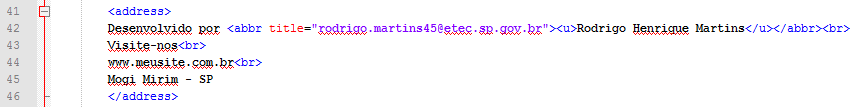 41 <address>
42 Desenvolvido por <abbr title="rodrigo.martins45@etec.sp.gov.br"><u>Rodrigo Henrique Martins</u></abbr><br>
43 Visite-nos<br>
44 www.meusite.com.br<br>
45 Mogi Mirim - SP
46 </address>